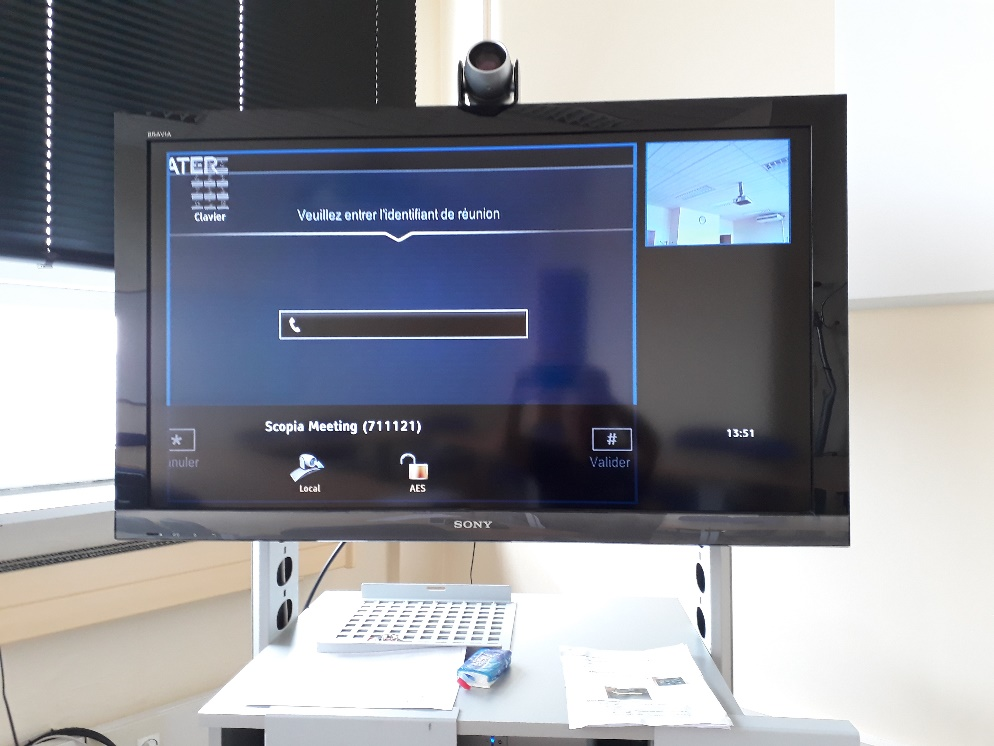 BRAVIA
ATER
Clavier
Veuillez entrer l'identifiant de réunion
Scopia Meeting (711121)
*
nuler
#
Valider
13:51
Local
AES
SONY